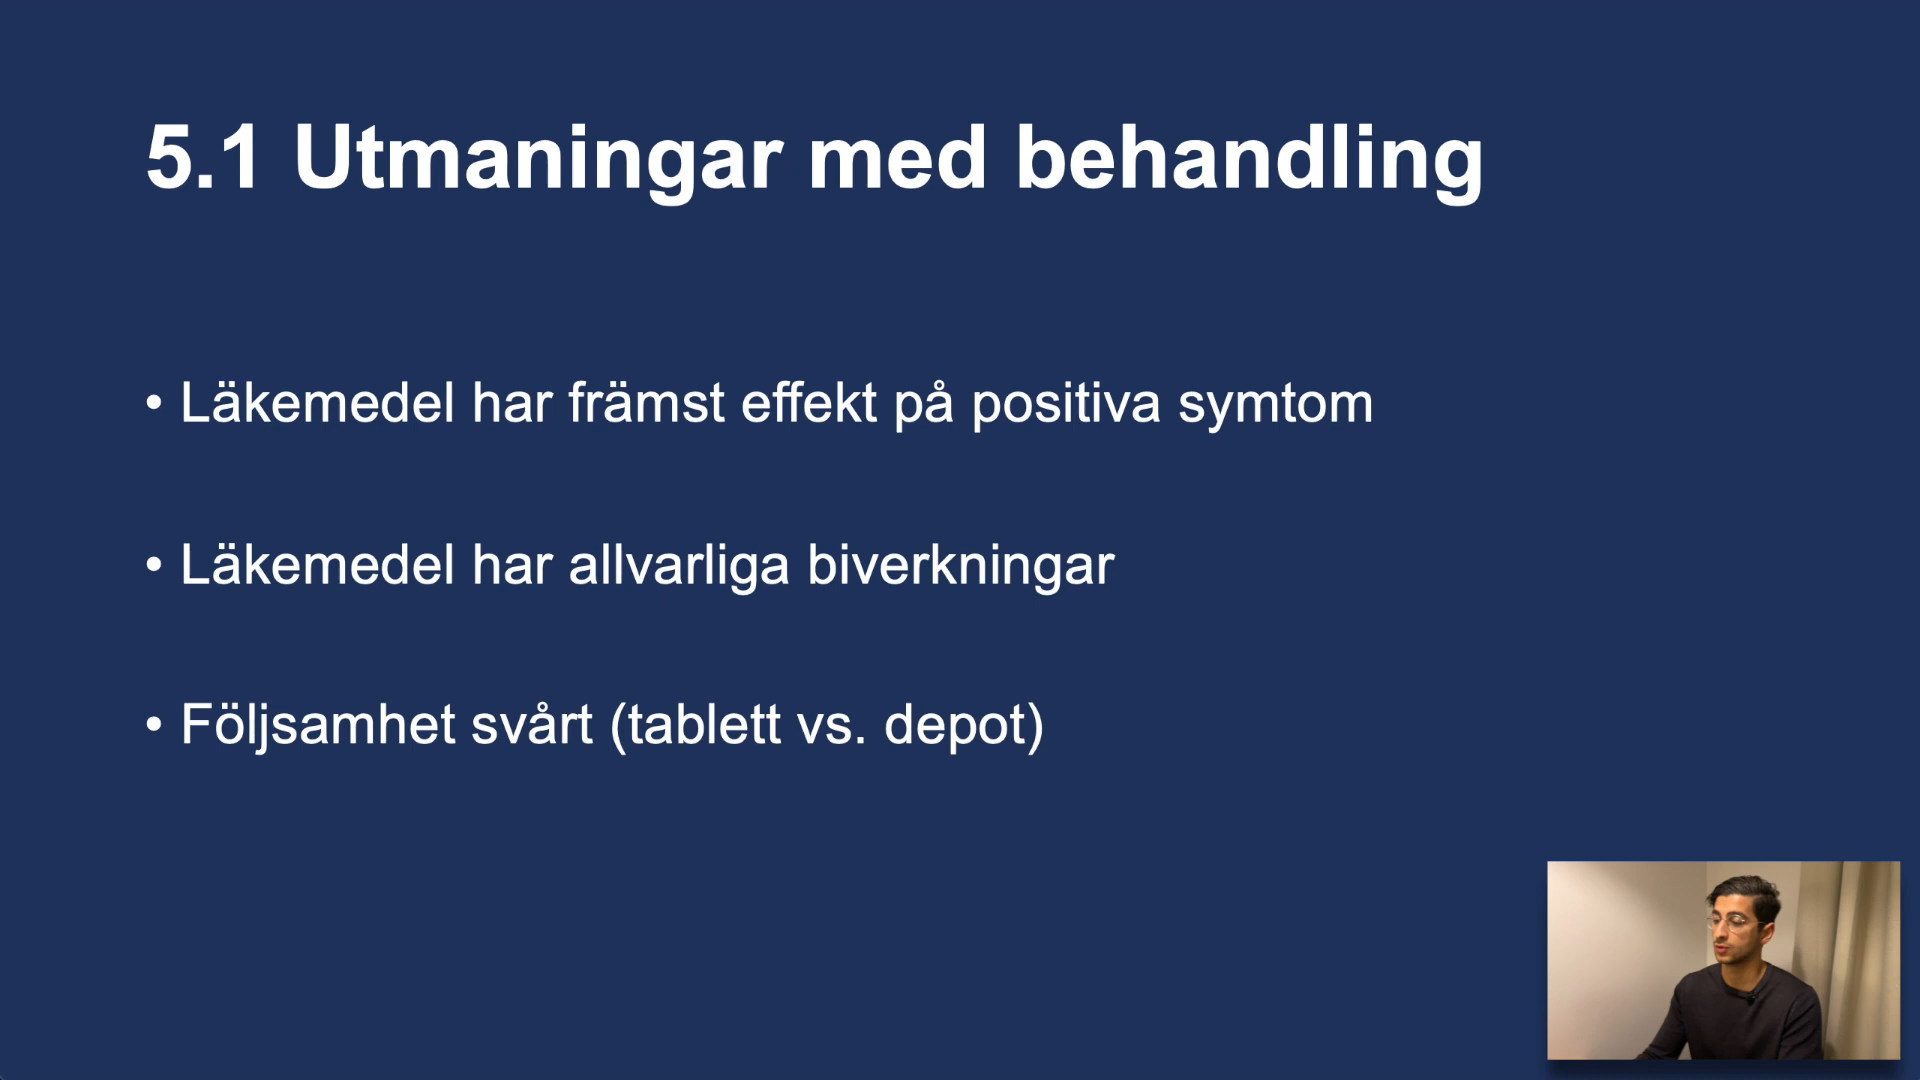 5.1 Utmaningar med behandling
• Läkemedel har främst effekt på positiva symtom
• Läkemedel har allvarliga biverkningar
• Följsamhet svårt (tablett vs. depot)